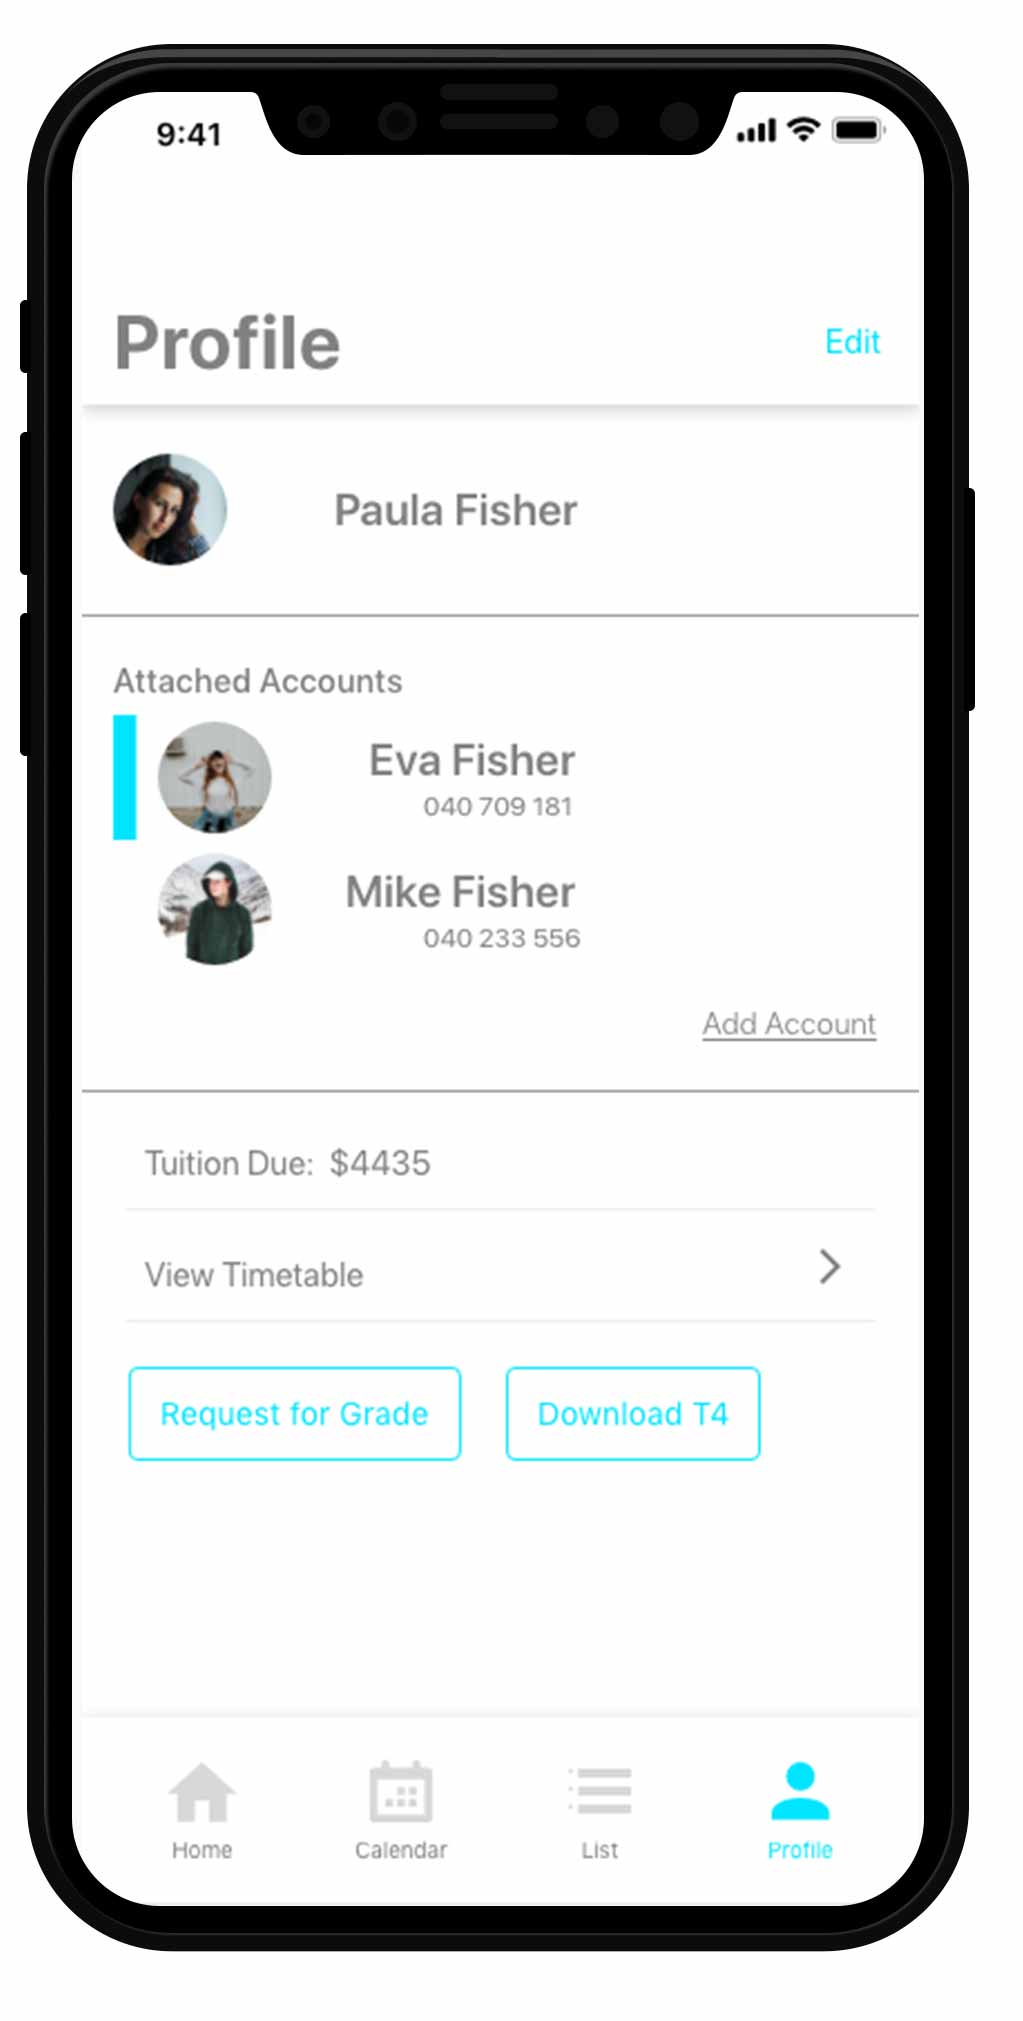 9:41
Profile
Edit
Paula Fisher
Attached Accounts
Eva Fisher
040 709 181
Mike Fisher
040 233 556
Add Account
Tuition Due: $4435
View Timetable
Request for Grade
Download T4
Home
Calendar
List
Profile